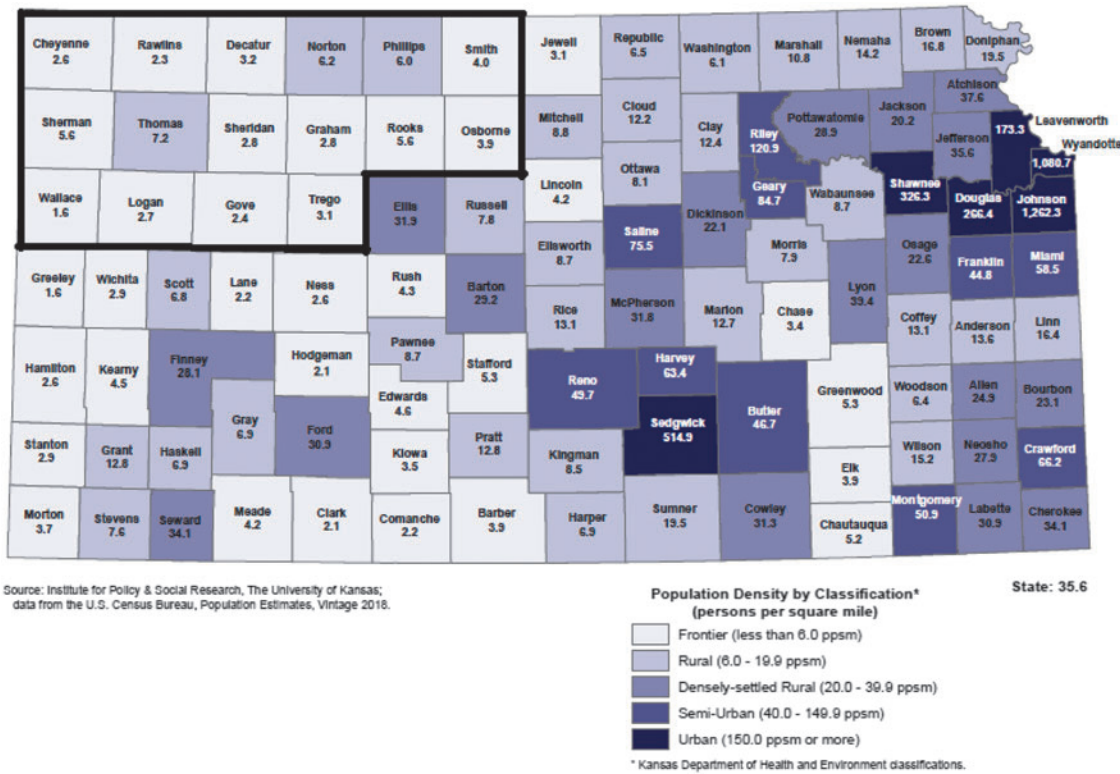 Cheyenne
2.6
Rawlins
2.3
Decatur
3.2
Norton
6.2
Phillips
6.0
Smith
4.0
Jewell
3.1
Republic
6.5
Washington
6.1
Marshall
10.8
Nemaha
14.2
Brown
16.8
Doniphan
19.5
Atchison
37.6
Sherman
5.6
Thomas
7.2
Sheridan
2.8
Graham
2.8
Rooks
5.6
Osborne
3.9
Mitchell
8.8
Cloud
12.2
Clay
12.4
Riley
120.9
Pottawatomie
28.9
Jackson
20.2
Jefferson
35.6
Leavenworth
173.3
Wyandotte
1,080.7
Wallace
1.6
Logan
2.7
Gove
2.4
Trego
3.1
Ellis
31.9
Russell
7.8
Lincoln
4.2
Ottawa
8.1
Geary
84.7
Wabaunsee
8.7
Shawnee
326.3
Douglas
266.4
Johnson
1,262.3
Ellsworth
8.7
Saline
75.5
Dickinson
22.1
Morris
7.9
Osage
22.6
Franklin
44.8
Miami
58.5
Greeley
1.6
Wichita
2.9
Scott
6.8
Lane
2.2
Ness
2.6
Rush
4.3
Barton
29.2
Rice
13.1
McPherson
31.8
Marion
12.7
Chase
3.4
Lyon
39.4
Coffey
13.1
Anderson
13.6
Linn
16.4
Hamilton
2.6
Kearny
4.5
Finney
28.1
Hodgeman
2.1
Pawnee
8.7
Stafford
5.3
Edwards
4.6
Reno
49.7
Harvey
63.4
Butler
46.7
Greenwood
5.3
Woodson
6.4
Allen
24.9
Bourbon
23.1
Gray
6.9
Ford
30.9
Sedgwick
514.9
Stanton
2.9
Grant
12.8
Haskell
6.9
Kiowa
3.5
Pratt
12.8
Kingman
8.5
Elk
3.9
Wilson
15.2
Neosho
27.9
Crawford
66.2
Morton
3.7
Stevens
7.6
Seward
34.1
Meade
4.2
Clark
2.1
Comanche
2.2
Barber
3.9
Harper
6.9
Sumner
19.5
Cowley
31.3
Chautauqua
5.2
Montgomery
50.9
Labette
30.9
Cherokee
34.1
Source: Institute for Policy & Social Research, The University of Kansas;
data from the U.S. Census Bureau, Population Estimates, Vintage 2018.
State: 35.6
Population Density by Classification*
(persons per square mile)
Frontier (less than 6.0 ppsm)
Rural (6.0 - 19.9 ppsm)
Densely-settled Rural (20.0 - 39.9 ppsm)
Semi-Urban (40.0 - 149.9 ppsm)
Urban (150.0 ppsm or more)
* Kansas Department of Health and Environment classifications.